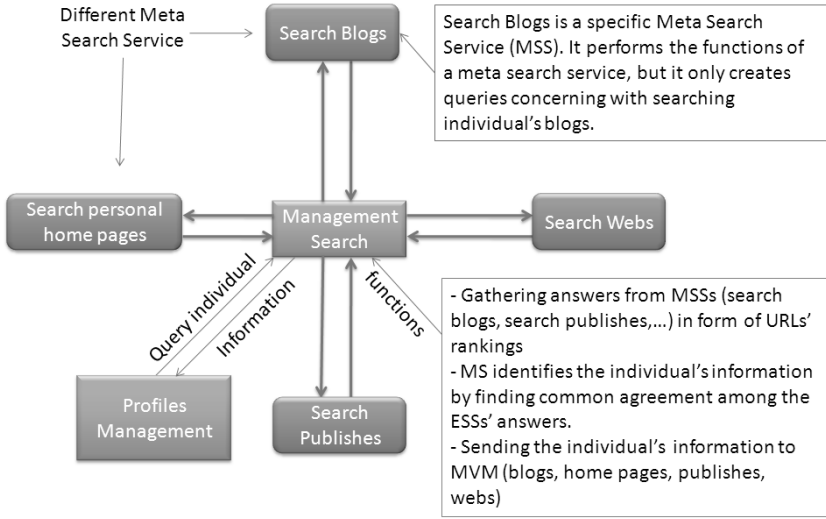 Different Meta
Search Service
Search Blogs
Search Blogs is a specific Meta Search
Service (MSS). It performs the functions of
a meta search service, but it only creates
queries concerning with searching
individual's blogs.
Search personal
home pages
Management
Search
Search Webs
Query individual
Information
functions
Profiles
Management
Search
Publishes
- Gathering answers from MSSs (search
blogs, search publishes,...) in form of URLs'
rankings
- MS identifies the individual's information
by finding common agreement among the
ESSs' answers.
- Sending the individual's information to
MVM (blogs, home pages, publishes,
webs)